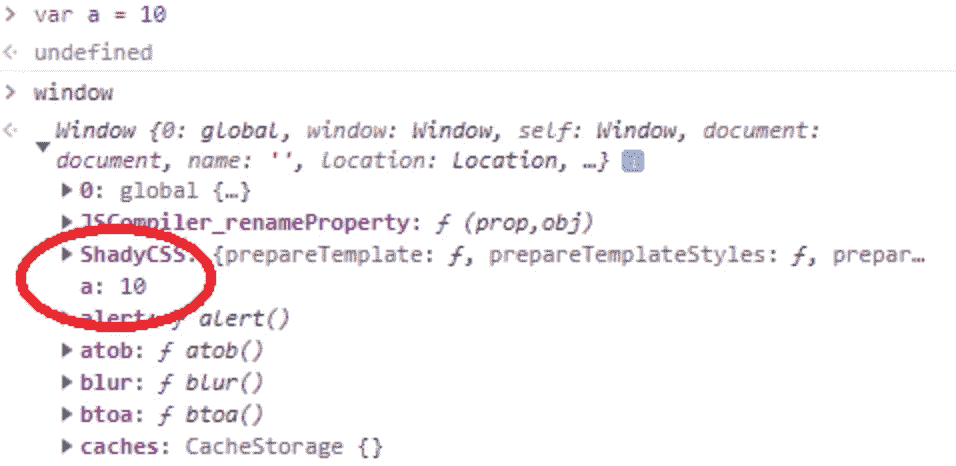 > var a = 10
<· undefined
> window
<· Window {0: global, window: Window, self: Window, document:
document, name: '', location: Location, …} i
▶ 0: global {…}
▶ JSCompiler_renameProperty: ƒ (prop,obj)
▶ ShadyCSS: {prepareTemplate: ƒ, prepareTemplateStyles: ƒ, prepar…
a: 10
▶ alert: ƒ alert()
▶ atob: ƒ atob()
▶ blur: ƒ blur()
▶ btoa: ƒ btoa()
▶ caches: CacheStorage {}